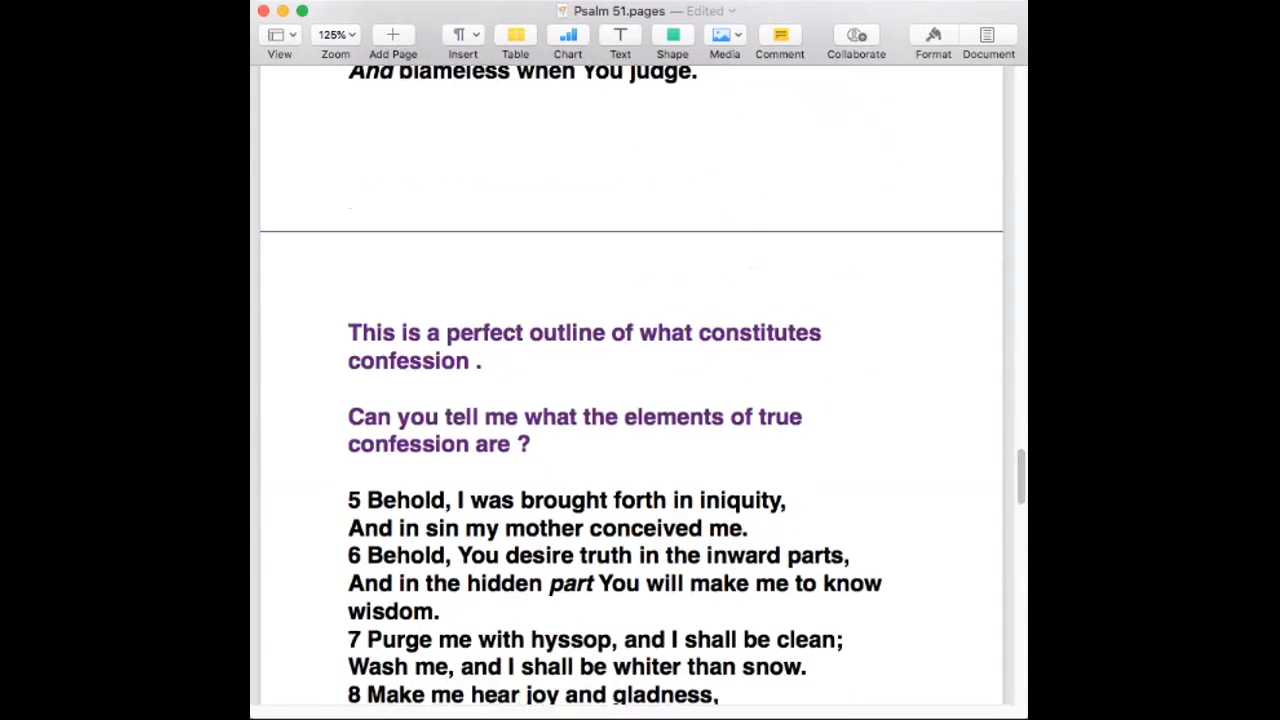 Psalm 51.pages — Edited
125%
View
Zoom
Add Page
Insert
Table
Chart
Text
Shape
Media
Comment
Collaborate
Format
Document
And blameless when You judge.
This is a perfect outline of what constitutes
confession .
Can you tell me what the elements of true
confession are ?
5 Behold, I was brought forth in iniquity,
And in sin my mother conceived me.
6 Behold, You desire truth in the inward parts,
And in the hidden part You will make me to know
wisdom.
7 Purge me with hyssop, and I shall be clean;
Wash me, and I shall be whiter than snow.
8 Make me hear joy and gladness,